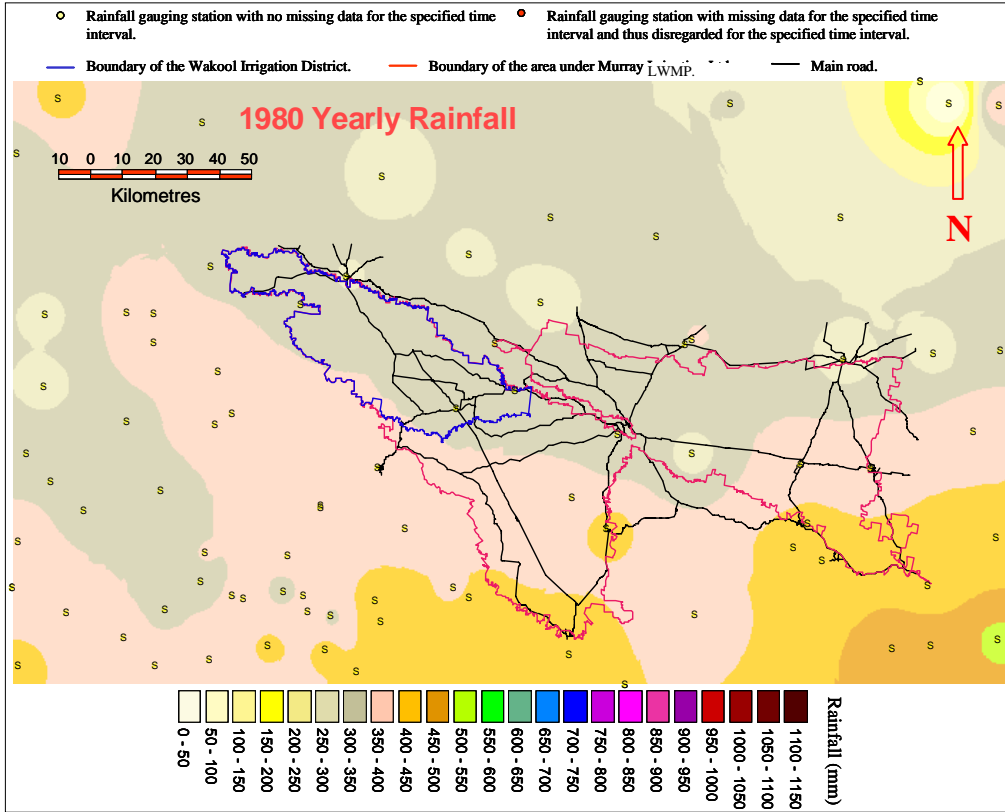 Rainfall gauging station with no missing data for the specified time
interval.
Rainfall gauging station with missing data for the specified time
interval and thus disregarded for the specified time interval.
Boundary of the Wakool Irrigation District.
Boundary of the area under Murray
LWMP.
Main road.
1980 Yearly Rainfall
10 0 10 20 30 40 50
Kilometres
N
0 - 50
50 - 100
100 - 150
150 - 200
200 - 250
250 - 300
300 - 350
350 - 400
400 - 450
450 - 500
500 - 550
550 - 600
600 - 650
650 - 700
700 - 750
750 - 800
800 - 850
850 - 900
900 - 950
950 - 1000
1000 - 1050
1050 - 1100
1100 - 1150
Rainfall (mm)